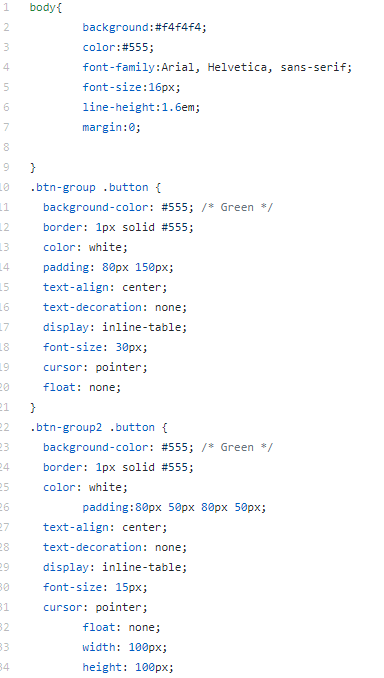 1 body{
2 background:#f4f4f4;
3 color:#555;
4 font-family:Arial, Helvetica, sans-serif;
5 font-size:16px;
6 line-height:1.6em;
7 margin:0;
8
9 }
10 .btn-group .button {
11 background-color: #555; /* Green */
12 border: 1px solid #555;
13 color: white;
14 padding: 80px 150px;
15 text-align: center;
16 text-decoration: none;
17 display: inline-table;
18 font-size: 30px;
19 cursor: pointer;
20 float: none;
21 }
22 .btn-group2 .button {
23 background-color: #555; /* Green */
24 border: 1px solid #555;
25 color: white;
26 padding:80px 50px 80px 50px;
27 text-align: center;
28 text-decoration: none;
29 display: inline-table;
30 font-size: 15px;
31 cursor: pointer;
32 float: none;
33 width: 100px;
34 height: 100px;